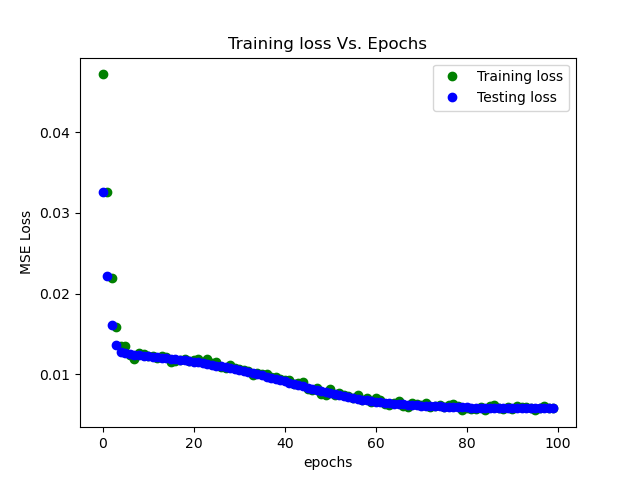 Training loss Vs. Epochs
Training loss
Testing loss
MSE Loss
0.04
0.03
0.02
0.01
0 20 40 60 80 100
epochs